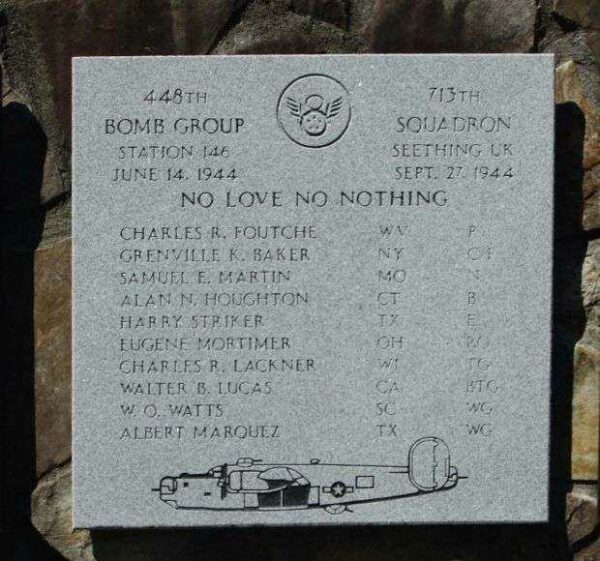 448TH 713TH
BOMB GROUP SQUADRON
STATION 146 SEETHING UK
JUNE 14, 1944 SEPT. 27, 1944
NO LOVE NO NOTHING
CHARLES R. FOUTCHE WV P
GRENVILLE K. BAKER NY C/P
SAMUEL E. MARTIN MO N
ALAN N. HOUGHTON CT B
HARRY STRIKER TX E
EUGENE MORTIMER OH RO
CHARLES R. LACKNER WI TG
WALTER B. LUCAS CA BTG
W. O. WATTS SC WG
ALBERT MARQUEZ TX WG